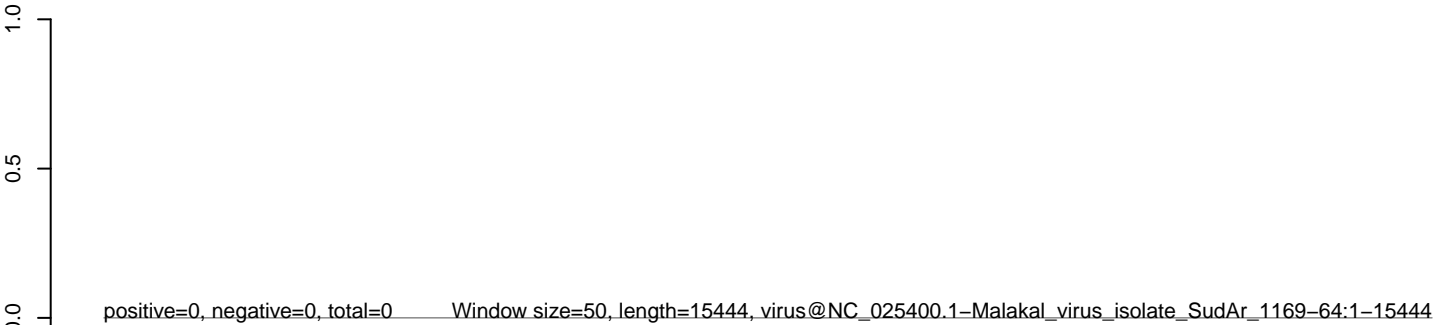 1.0
0.5
0.0
positive=0, negative=0, total=0 Window size=50, length=15444, virus@NC_025400.1−Malakal_virus_isolate_SudAr_1169−64:1−15444